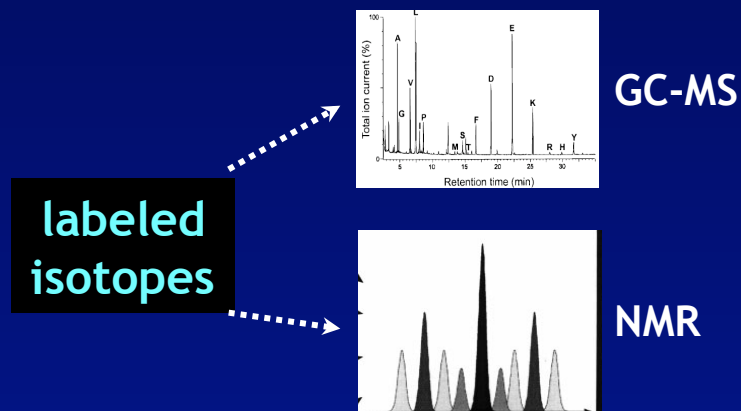 labeled
isotopes
GC-MS
Total ion current (%)
100
0
L
A
E
V
D
G
I
P
K
F
S
M
T
R
H
Y
5
10
15
20
25
30
Retention time (min)
NMR